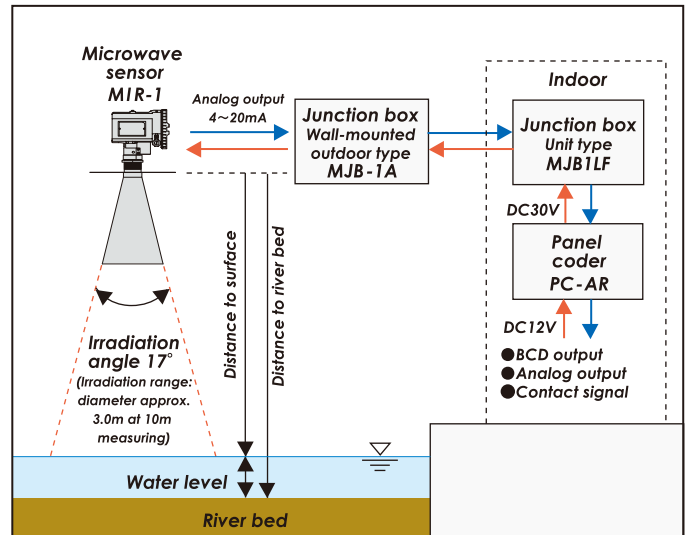 Microwave
sensor
MIR-1
Analog output
4～20mA
Junction box
Wall-mounted
outdoor type
MJB-1A
Indoor
Junction box
Unit type
MJB1LF
DC30V
Panel
coder
PC-AR
DC12V
●BCD output
●Analog output
●Contact signal
Distance to surface
Distance to river bed
Irradiation
angle 17°
(Irradiation range:
diameter approx.
3.0m at 10m
measuring)
Water level
River bed